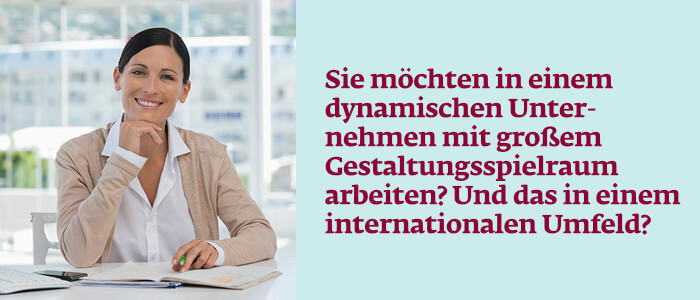 Sie möchten in einem
dynamischen Unter-
nehmen mit großem
Gestaltungsspielraum
arbeiten? Und das in einem
internationalen Umfeld?